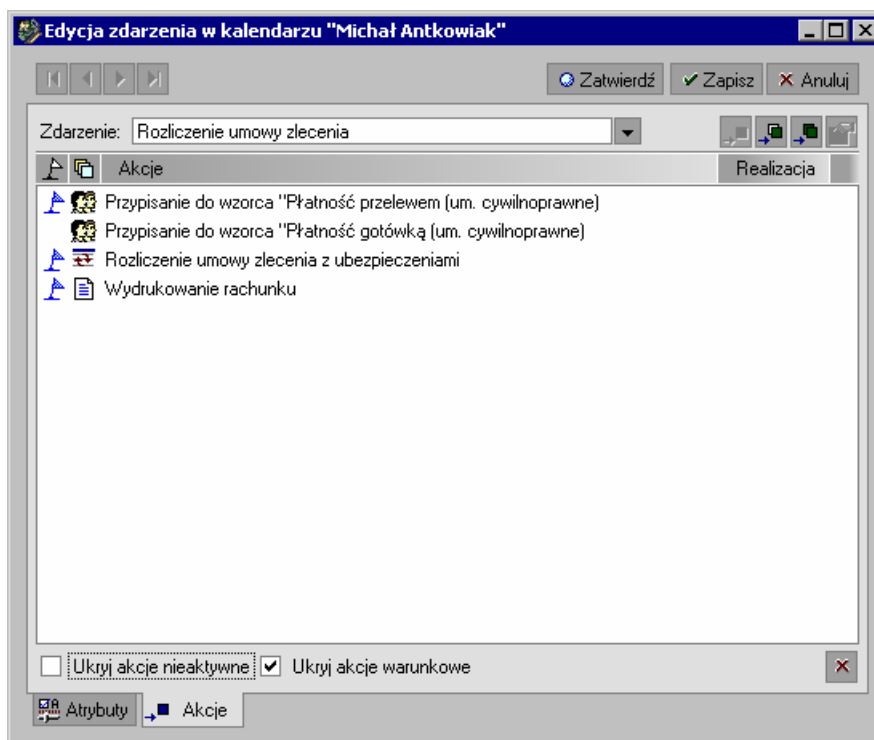 Edycja zdarzenia w kalendarzu "Michał Antkowiak"
Zatwierdź Zapisz Anuluj
Zdarzenie: Rozliczenie umowy zlecenia
Akcje Realizacja
Przypisanie do wzorca "Płatność przelewem (um. cywilnoprawne)
Przypisanie do wzorca "Płatność gotówką (um. cywilnoprawne)
Rozliczenie umowy zlecenia z ubezpieczeniami
Wydrukowanie rachunku
Ukryj akcje nieaktywne Ukryj akcje warunkowe
Atrybuty Akcje